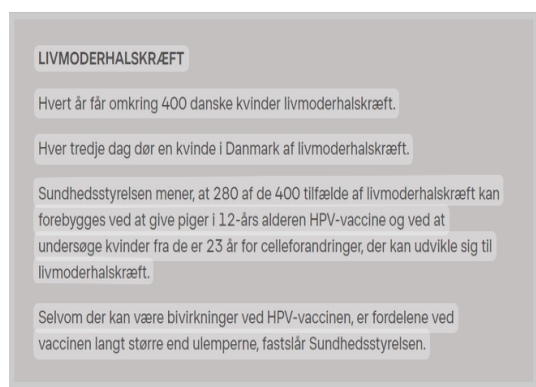 LIVMODERHALSKRÆFT
Hvert år får omkring 400 danske kvinder livmoderhalskræft.
Hver tredje dag dør en kvinde i Danmark af livmoderhalskræft.
Sundhedsstyrelsen mener, at 280 af de 400 tilfælde af livmoderhalskræft kan
forebygges ved at give piger i 12-års alderen HPV-vaccine og ved at
undersøge kvinder fra de er 23 år for celleforandringer, der kan udvikle sig til
livmoderhalskræft.
Selvom der kan være bivirkninger ved HPV-vaccinen, er fordelene ved
vaccinen langt større end ulemperne, fastslår Sundhedsstyrelsen.